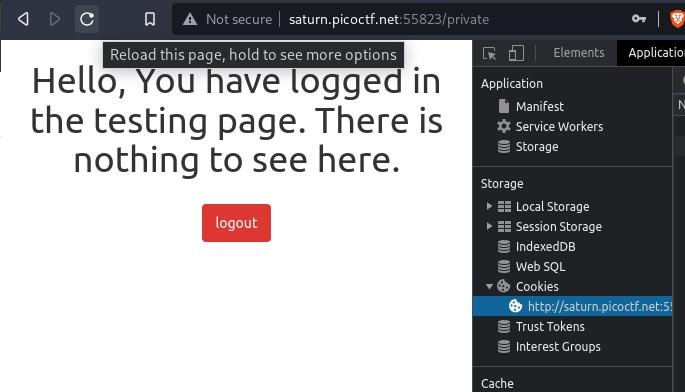 Not secure | saturn.picoctf.net:55823/private
Reload this page, hold to see more options
Elements
Hello, You have logged in
the testing page. There is
nothing to see here.
logout
Application
Manifest
Service Workers
Storage
Storage
Local Storage
Session Storage
IndexedDB
Web SQL
Cookies
http://saturn.picoctf.net:5
Trust Tokens
Interest Groups
Cache